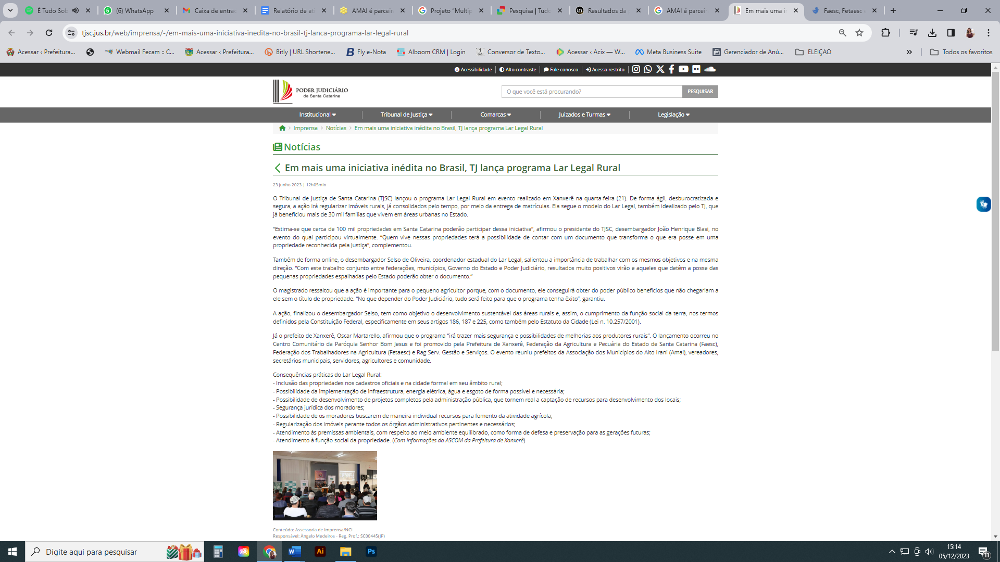 É Tudo Sob
(6) WhatsApp
Caixa de entrad
Relatório de ati
AMAI é parceir
Projeto "Multip
Pesquisa | Tudo
Resultados da p
AMAI é parceir
Em mais uma i
Faesc, Fetaesc e
tjsc.jus.br/web/imprensa/-/em-mais-uma-iniciativa-inedita-no-brasil-tj-lanca-programa-lar-legal-rural
Acessar ‹ Prefeitura...
Webmail Fecam :: C...
Acessar ‹ Prefeitura...
Bitly | URL Shortene...
Fly e-Nota
Alboom CRM | Login
Conversor de Texto...
Acessar ‹ Acix — W...
Meta Business Suite
Gerenciador de Anú...
ELEIÇAO
Todos os favoritos
Acessibilidade
Alto contraste
Fale conosco
Acesso restrito
PODER JUDICIÁRIO
de Santa Catarina
O que você está procurando?
PESQUISAR
Institucional
Tribunal de Justiça
Comarcas
Juizados e Turmas
Legislação
Imprensa > Notícias > Em mais uma iniciativa inédita no Brasil, TJ lança programa Lar Legal Rural
Notícias
Em mais uma iniciativa inédita no Brasil, TJ lança programa Lar Legal Rural
23 junho 2023 | 12h05min
O Tribunal de Justiça de Santa Catarina (TJSC) lançou o programa Lar Legal Rural em evento realizado em Xanxerê na quarta-feira (21). De forma ágil, desburocratizada e
segura, a ação irá regularizar imóveis rurais, já consolidados pelo tempo, por meio da entrega de matrículas. Ela segue o modelo do Lar Legal, também idealizado pelo TJ, que
já beneficiou mais de 30 mil famílias que vivem em áreas urbanas no Estado.
“Estima-se que cerca de 100 mil propriedades em Santa Catarina poderão participar dessa iniciativa”, afirmou o presidente do TJSC, desembargador João Henrique Blasi, no
evento do qual participou virtualmente. “Quem vive nessas propriedades terá a possibilidade de contar com um documento que transforma o que era posse em uma
propriedade reconhecida pela Justiça”, complementou.
Também de forma online, o desembargador Selso de Oliveira, coordenador estadual do Lar Legal, salientou a importância de trabalhar com os mesmos objetivos e na mesma
direção. “Com este trabalho conjunto entre federações, municípios, Governo do Estado e Poder Judiciário, resultados muito positivos virão e aqueles que detêm a posse das
pequenas propriedades espalhadas pelo Estado poderão obter o documento.”
O magistrado ressaltou que a ação é importante para o pequeno agricultor porque, com o documento, ele conseguirá obter do poder público benefícios que não chegariam a
ele sem o título de propriedade. “No que depender do Poder Judiciário, tudo será feito para que o programa tenha êxito”, garantiu.
A ação, finalizou o desembargador Selso, tem como objetivo o desenvolvimento sustentável das áreas rurais e, assim, o cumprimento da função social da terra, nos termos
definidos pela Constituição Federal, especificamente em seus artigos 186, 187 e 225, como também pelo Estatuto da Cidade (Lei n. 10.257/2001).
Já o prefeito de Xanxerê, Oscar Martarello, afirmou que o programa “irá trazer mais segurança e possibilidades de melhorias aos produtores rurais”. O lançamento ocorreu no
Centro Comunitário da Paróquia Senhor Bom Jesus e foi promovido pela Prefeitura de Xanxerê, Federação da Agricultura e Pecuária do Estado de Santa Catarina (Faesc),
Federação dos Trabalhadores na Agricultura (Fetaesc) e Rag Serv. Gestão e Serviços. O evento reuniu prefeitos da Associação dos Municípios do Alto Irani (Amai), vereadores,
secretários municipais, servidores, agricultores e comunidade.
Consequências práticas do Lar Legal Rural:
- Inclusão das propriedades nos cadastros oficiais e na cidade formal em seu âmbito rural;
- Possibilidade da implementação de infraestrutura, energia elétrica, água e esgoto de forma possível e necessária;
- Possibilidade de desenvolvimento de projetos completos pela administração pública, que tornem real a captação de recursos para desenvolvimento dos locais;
- Segurança jurídica dos moradores;
- Possibilidade de os moradores buscarem de maneira individual recursos para fomento da atividade agrícola;
- Regularização dos imóveis perante todos os órgãos administrativos pertinentes e necessários;
- Atendimento às premissas ambientais, com respeito ao meio ambiente equilibrado, como forma de defesa e preservação para as gerações futuras;
- Atendimento à função social da propriedade. (Com Informações da ASCOM da Prefeitura de Xanxerê)
Conteúdo: Assessoria de Imprensa/NCI
Responsável: Ângelo Medeiros - Reg. Prof.: SC00445(JP)
Digite aqui para pesquisar
Ai
Ps
15:14
05/12/2023
11